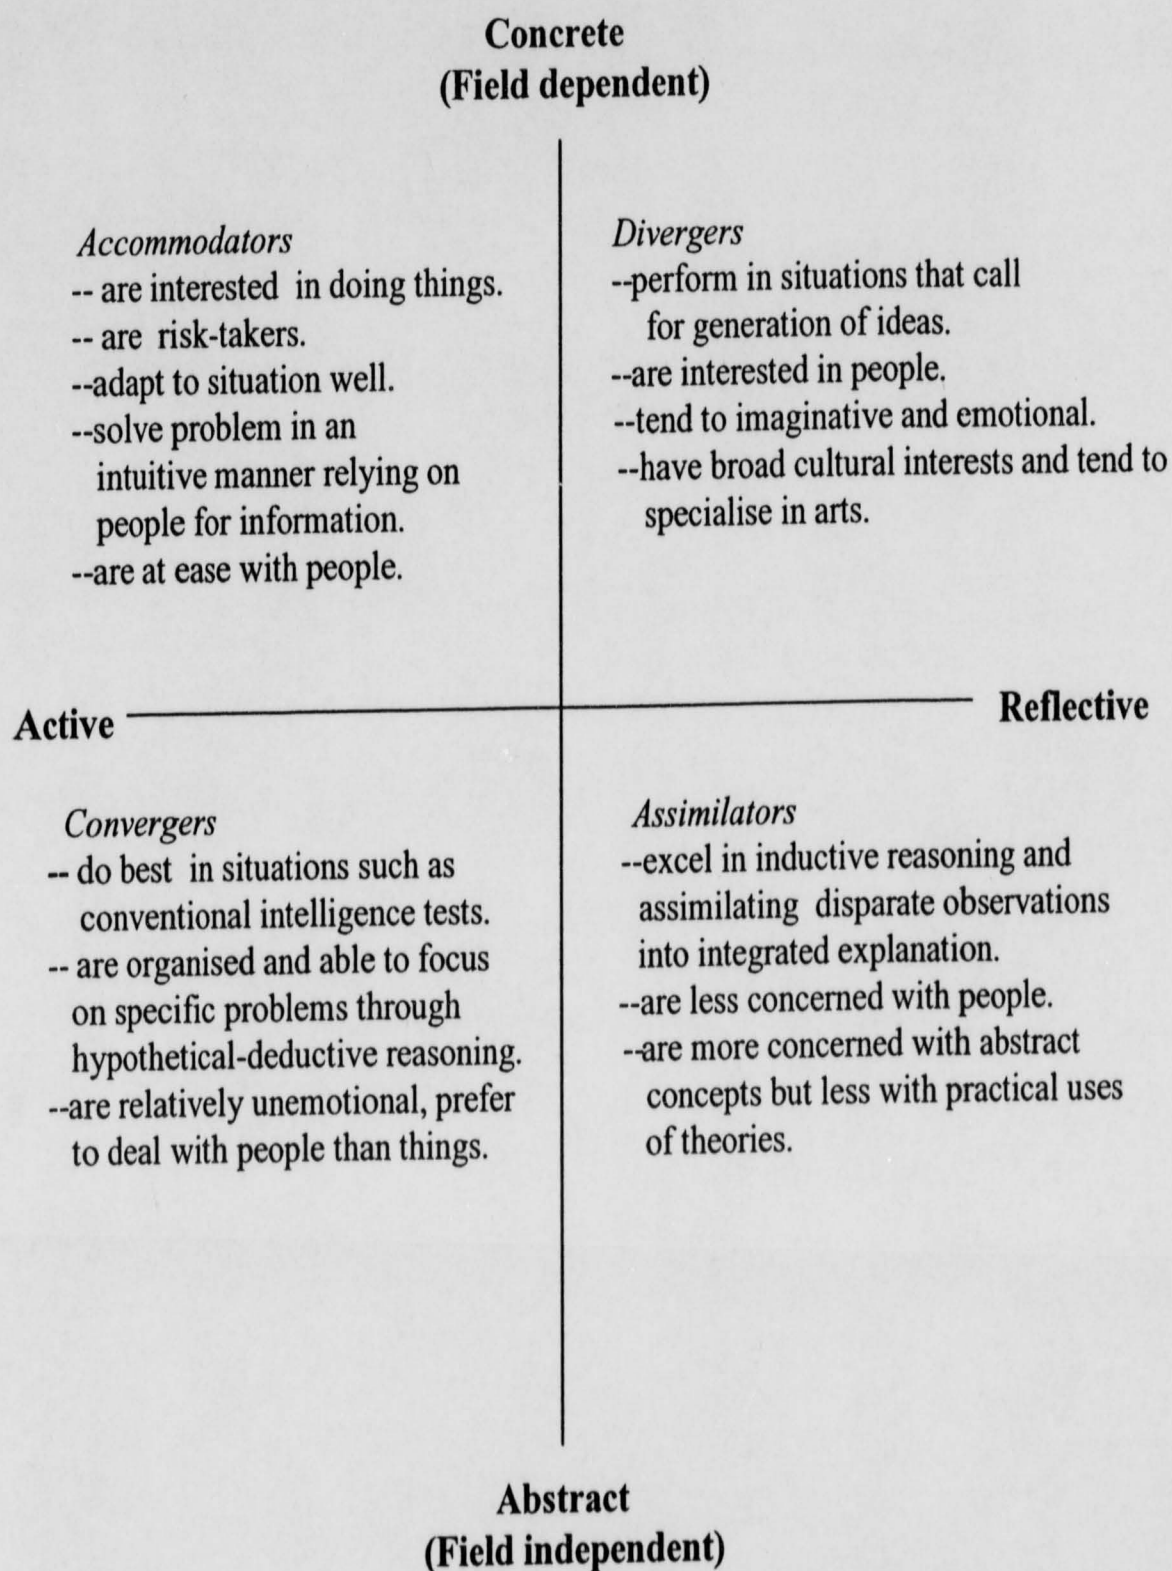 Concrete
(Field dependent)
Accommodators
-- are interested in doing things.
-- are risk-takers.
--adapt to situation well.
--solve problem in an
intuitive manner relying on
people for information.
--are at ease with people.
Divergers
--perform in situations that call
for generation of ideas.
--are interested in people.
--tend to imaginative and emotional.
--have broad cultural interests and tend to
specialise in arts.
Active
Reflective
Convergers
-- do best in situations such as
conventional intelligence tests.
-- are organised and able to focus
on specific problems through
hypothetical-deductive reasoning.
--are relatively unemotional, prefer
to deal with people than things.
Assimilators
--excel in inductive reasoning and
assimilating disparate observations
into integrated explanation.
--are less concerned with people.
--are more concerned with abstract
concepts but less with practical uses
of theories.
Abstract
(Field independent)